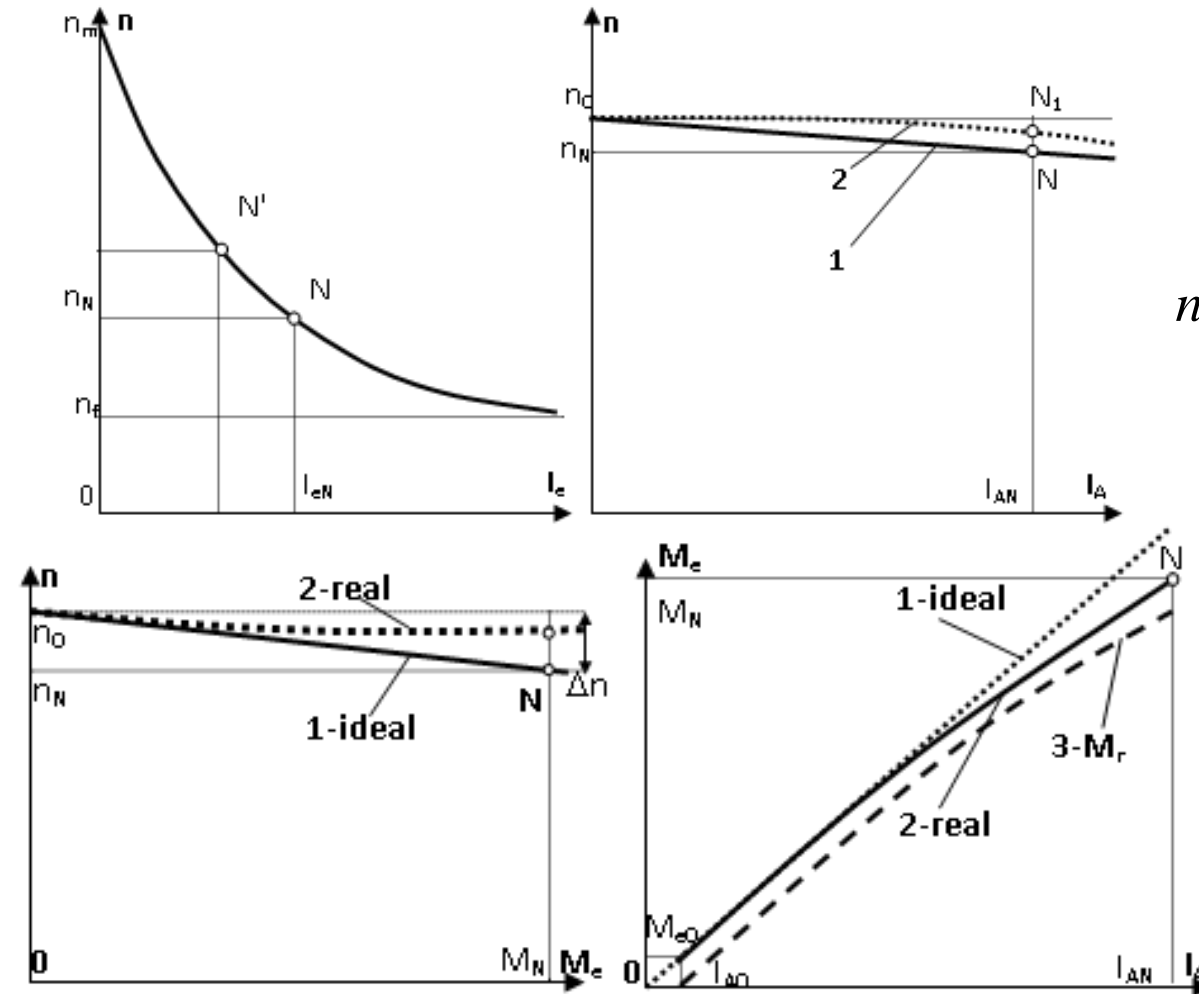 n_m n
N'
N
n_N
n_f
0
I_eN
I_e
n
n_N
N_1
N
2
1
I_AN
I_A
n
n
2-real
n_0
n_N
1-ideal
N
Δn
0
M_N
M_e
M_e
M_N
1-ideal
N
3-M_r
2-real
M_e0
0
I_A0
I_AN